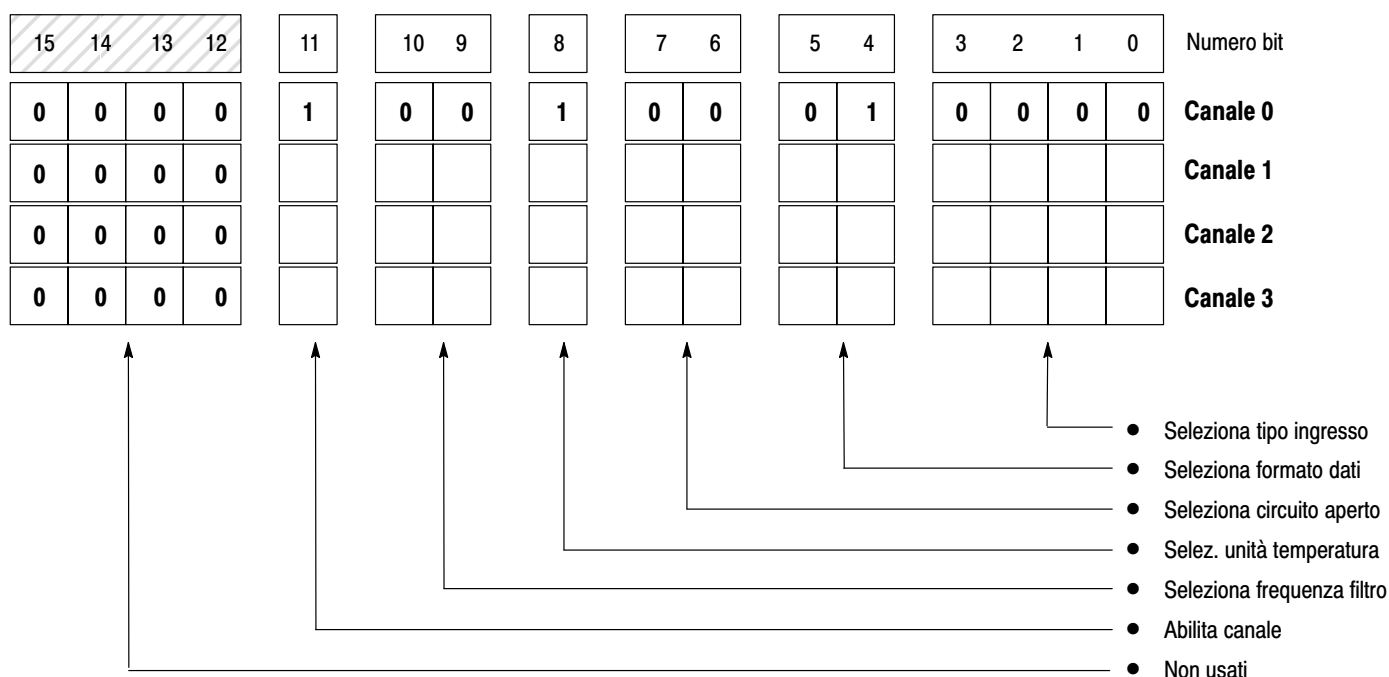 15 14 13 12 11 10 9 8 7 6 5 4 3 2 1 0 Numero bit
0 0 0 0 1 0 0 1 0 0 0 1 0 0 0 0 Canale 0
0 0 0 0 Canale 1
0 0 0 0 Canale 2
0 0 0 0 Canale 3
● Seleziona tipo ingresso
● Seleziona formato dati
● Seleziona circuito aperto
● Selez. unità temperatura
● Seleziona frequenza filtro
● Abilita canale
● Non usati